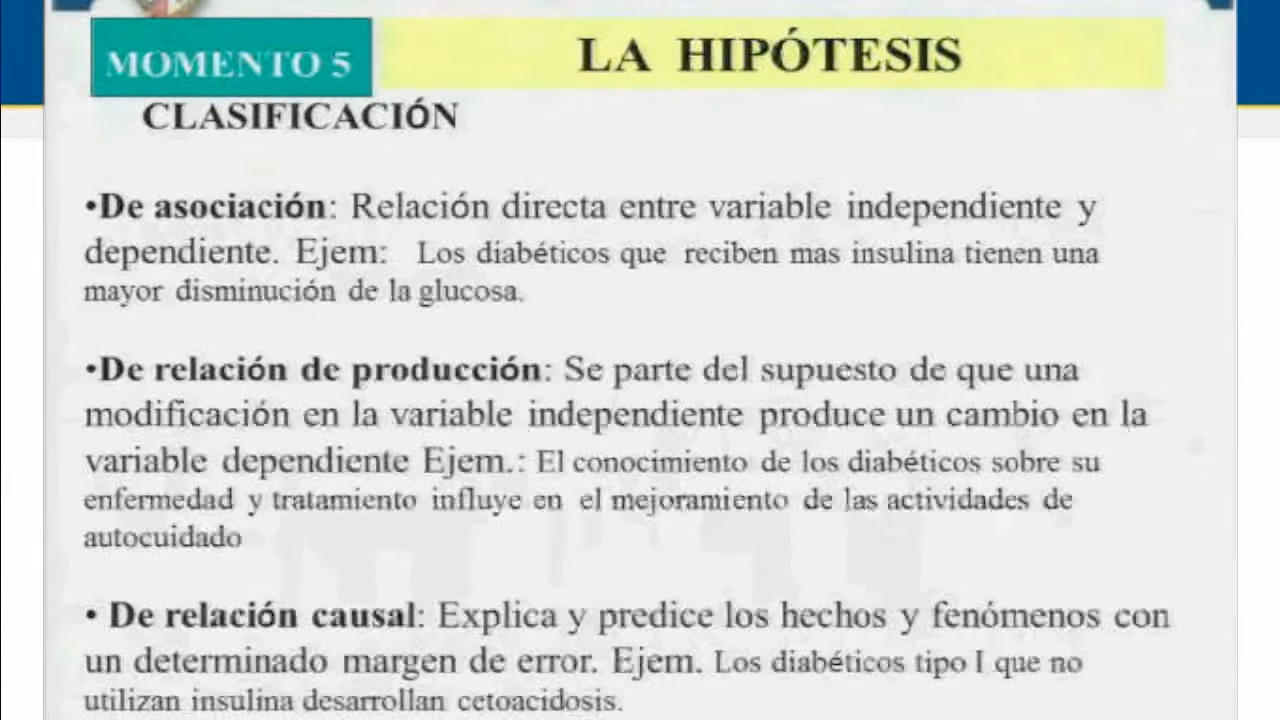 MOMENTO 5
LA HIPÓTESIS
CLASIFICACIÓN
•De asociación: Relación directa entre variable independiente y
dependiente. Ejem: Los diabéticos que reciben mas insulina tienen una
mayor disminución de la glucosa.
•De relación de producción: Se parte del supuesto de que una
modificación en la variable independiente produce un cambio en la
variable dependiente Ejem.: El conocimiento de los diabéticos sobre su
enfermedad y tratamiento influye en el mejoramiento de las actividades de
autocuidado
• De relación causal: Explica y predice los hechos y fenómenos con
un determinado margen de error. Ejem. Los diabéticos tipo I que no
utilizan insulina desarrollan cetoacidosis.